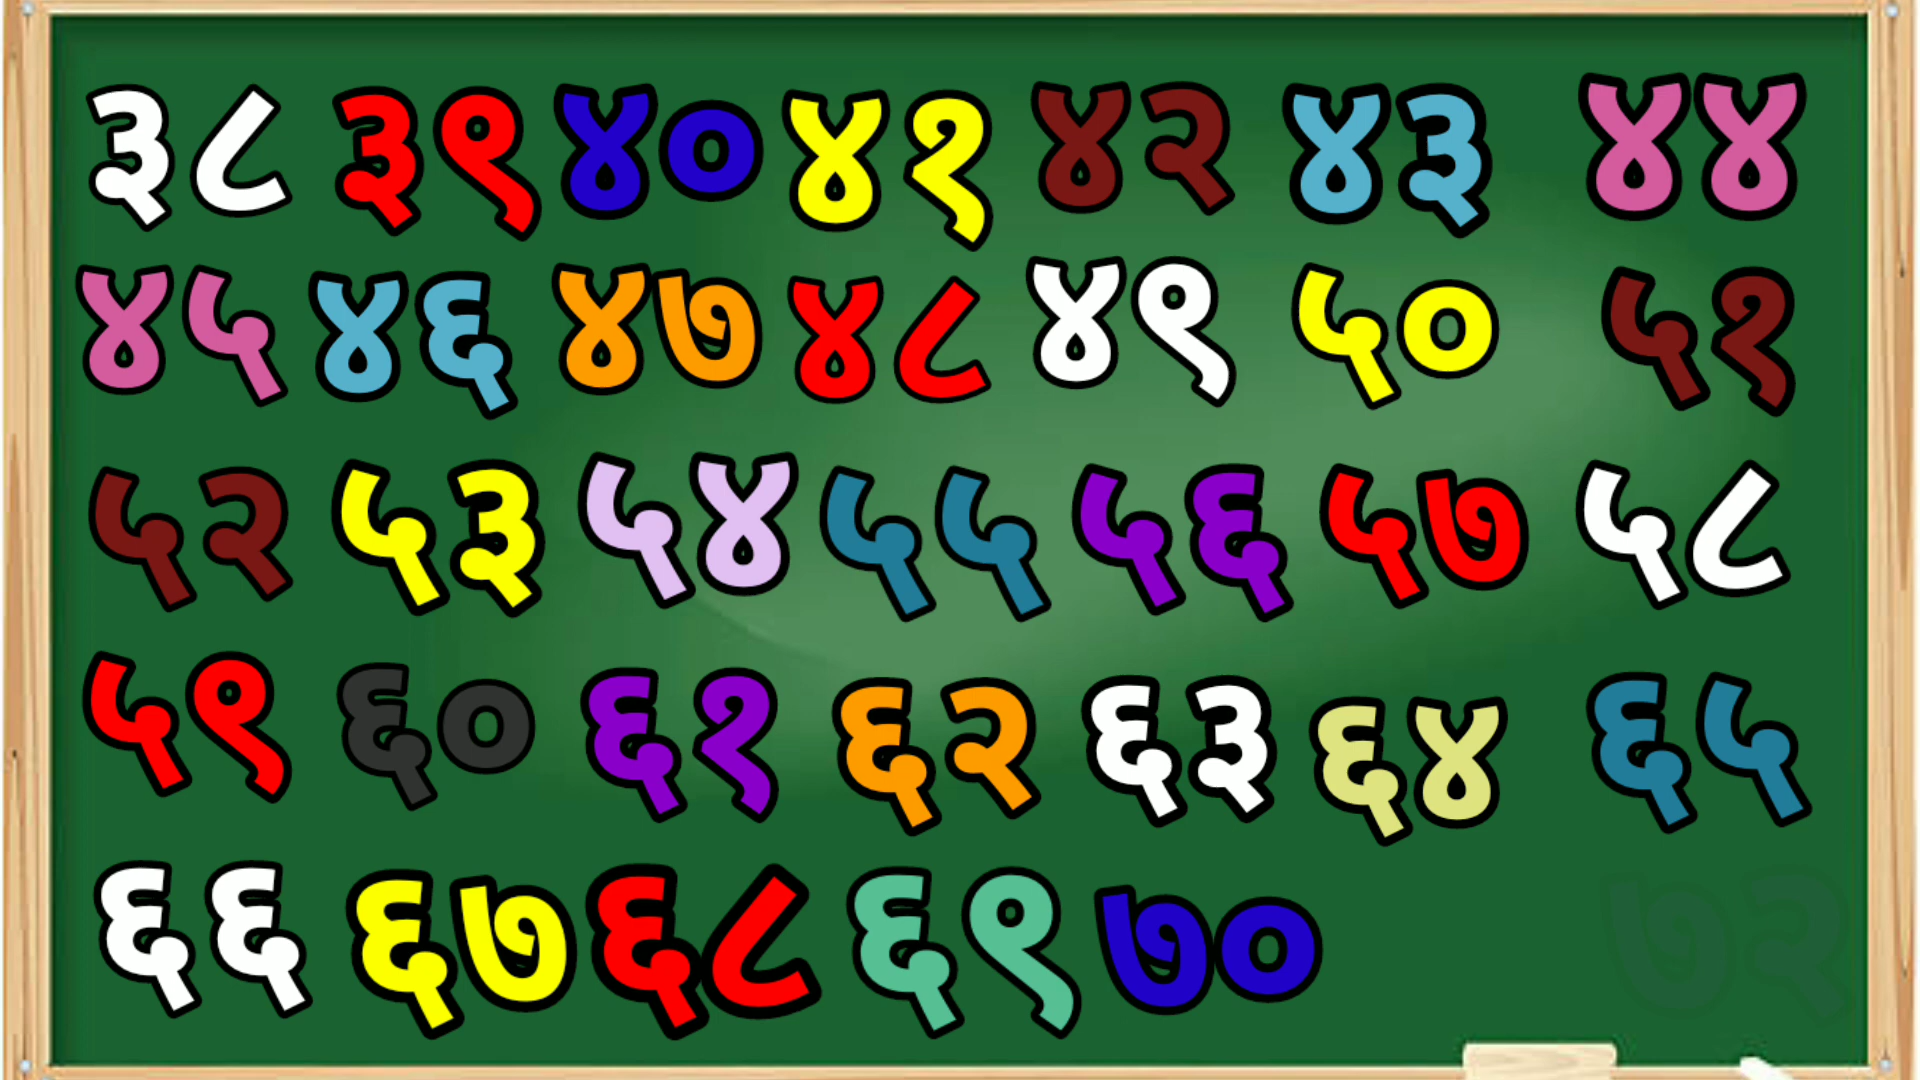 ३८ ३९ ४० ४१ ४२ ४३ ४४
४५ ४६ ४७ ४८ ४९ ५० ५१
५२ ५३ ५४ ५५ ५६ ५७ ५८
५९ ६० ६१ ६२ ६३ ६४ ६५
६६ ६७ ६८ ६९ ७० ७२